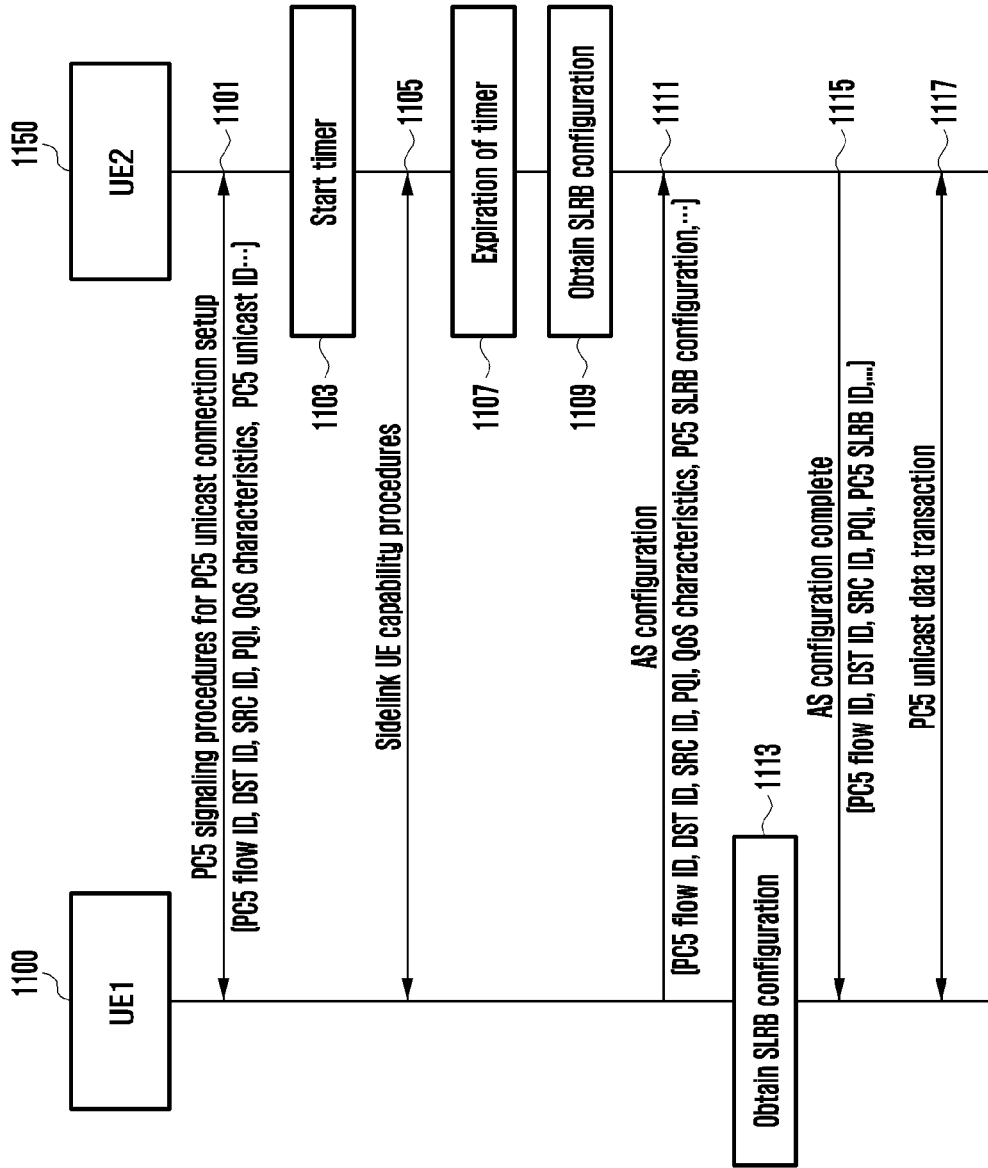 1100
UE1
1150
UE2
PC5 signaling procedures for PC5 unicast connection setup
1101
(PC5 flow ID, DST ID, SRC ID, PQI, QoS characteristics, PC5 unicast ID…)
1103
Start timer
Sidelink UE capability procedures
1105
1107
Expiration of timer
1109
Obtain SLRB configuration
AS configuration
1111
(PC5 flow ID, DST ID, SRC ID, PQI, QoS characteristics, PC5 SLRB configuration,…)
Obtain SLRB configuration
1113
AS configuration complete
1115
(PC5 flow ID, DST ID, SRC ID, PQI, PC5 SLRB ID,...)
PC5 unicast data transaction
1117